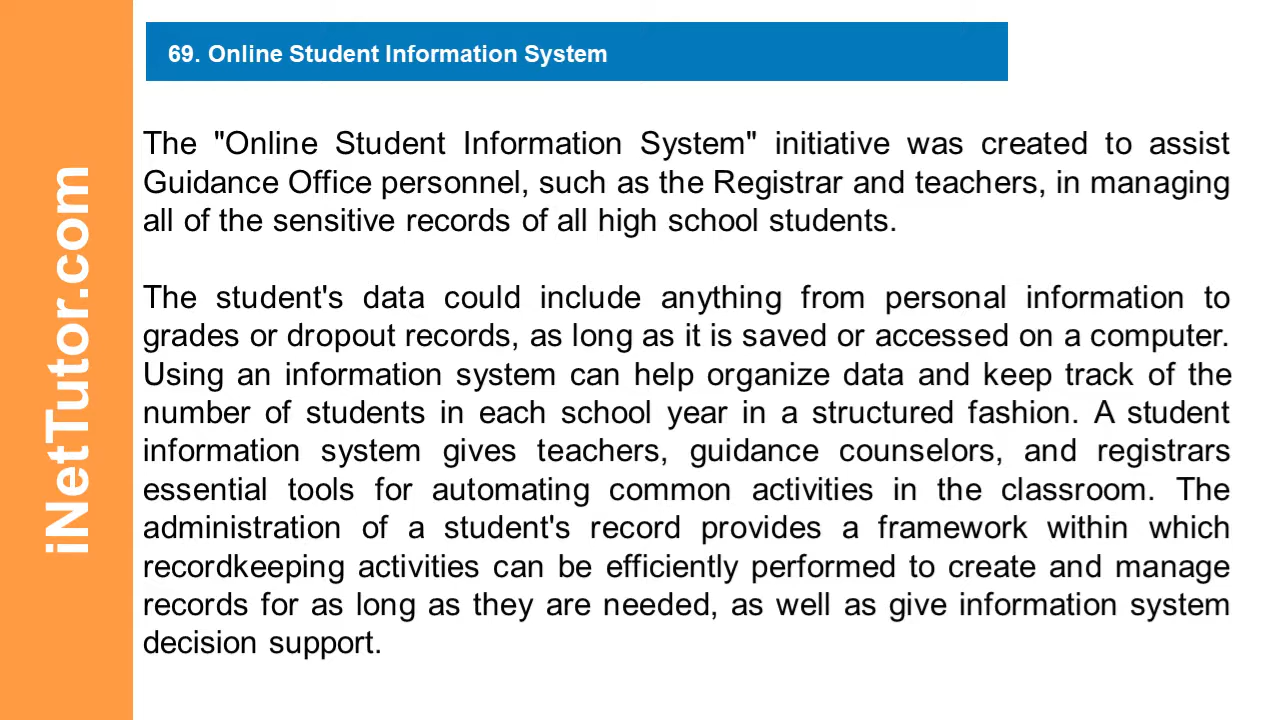 69. Online Student Information System
iNetTutor.com
The "Online Student Information System" initiative was created to assist
Guidance Office personnel, such as the Registrar and teachers, in managing
all of the sensitive records of all high school students.
The student's data could include anything from personal information to
grades or dropout records, as long as it is saved or accessed on a computer.
Using an information system can help organize data and keep track of the
number of students in each school year in a structured fashion. A student
information system gives teachers, guidance counselors, and registrars
essential tools for automating common activities in the classroom. The
administration of a student's record provides a framework within which
recordkeeping activities can be efficiently performed to create and manage
records for as long as they are needed, as well as give information system
decision support.